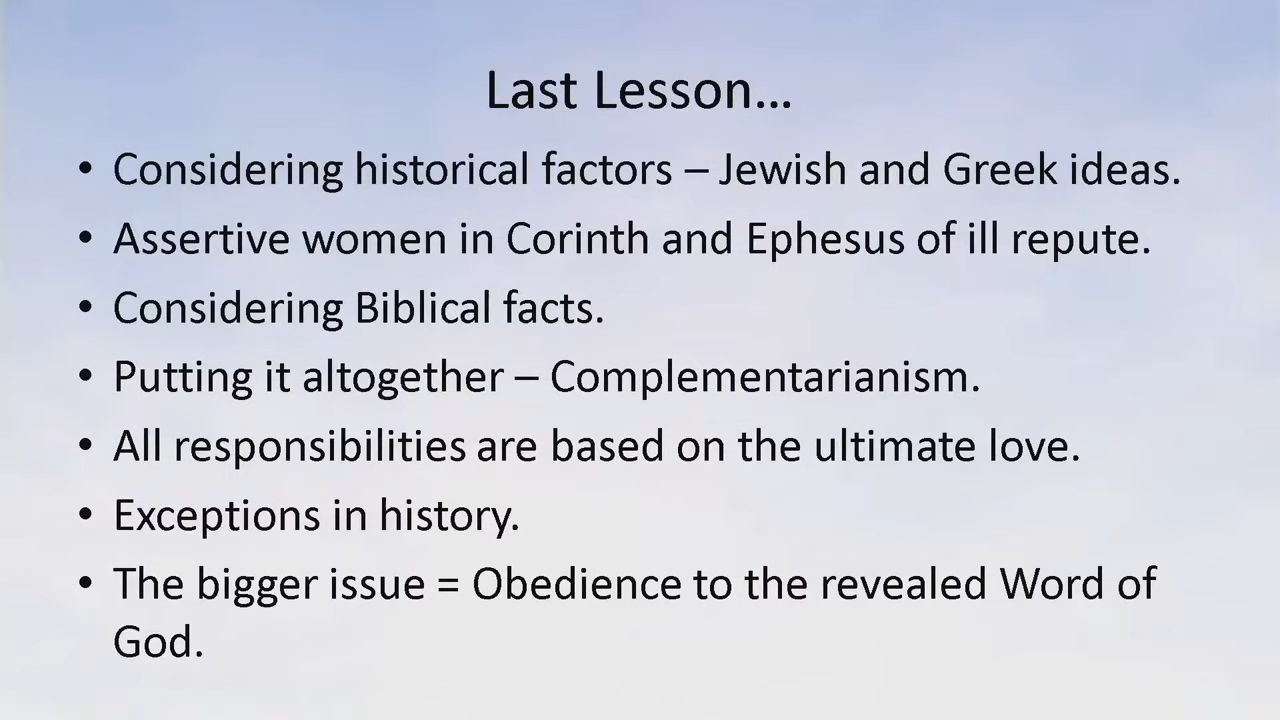 Last Lesson…
• Considering historical factors – Jewish and Greek ideas.
• Assertive women in Corinth and Ephesus of ill repute.
• Considering Biblical facts.
• Putting it altogether – Complementarianism.
• All responsibilities are based on the ultimate love.
• Exceptions in history.
• The bigger issue = Obedience to the revealed Word of
God.